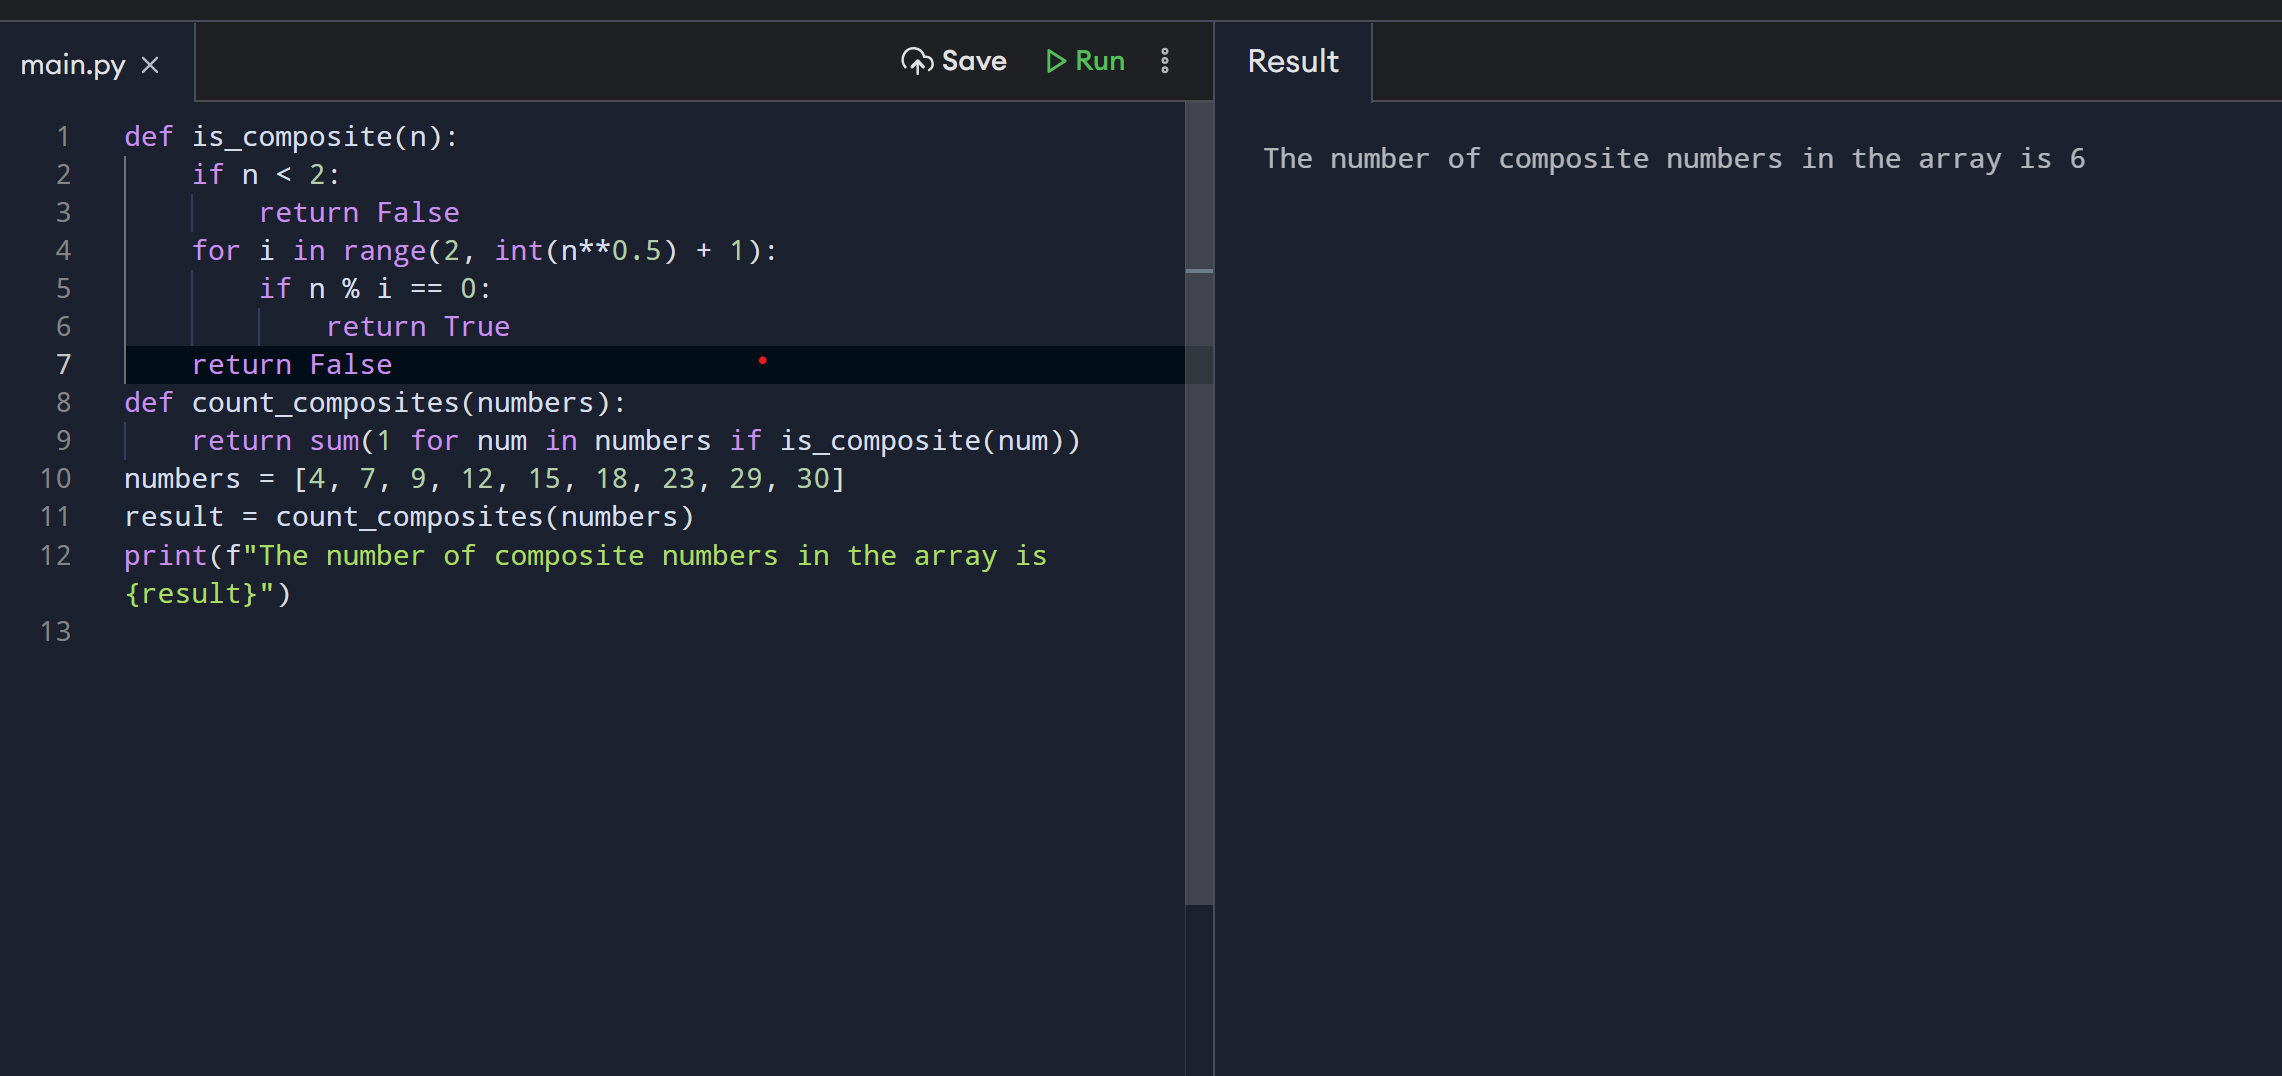 main.py
Save
Run
Result
1 def is_composite(n):
2     if n < 2:
3         return False
4     for i in range(2, int(n**0.5) + 1):
5         if n % i == 0:
6             return True
7     return False
8 def count_composites(numbers):
9     return sum(1 for num in numbers if is_composite(num))
10 numbers = [4, 7, 9, 12, 15, 18, 23, 29, 30]
11 result = count_composites(numbers)
12 print(f"The number of composite numbers in the array is
{result}")
13
The number of composite numbers in the array is 6